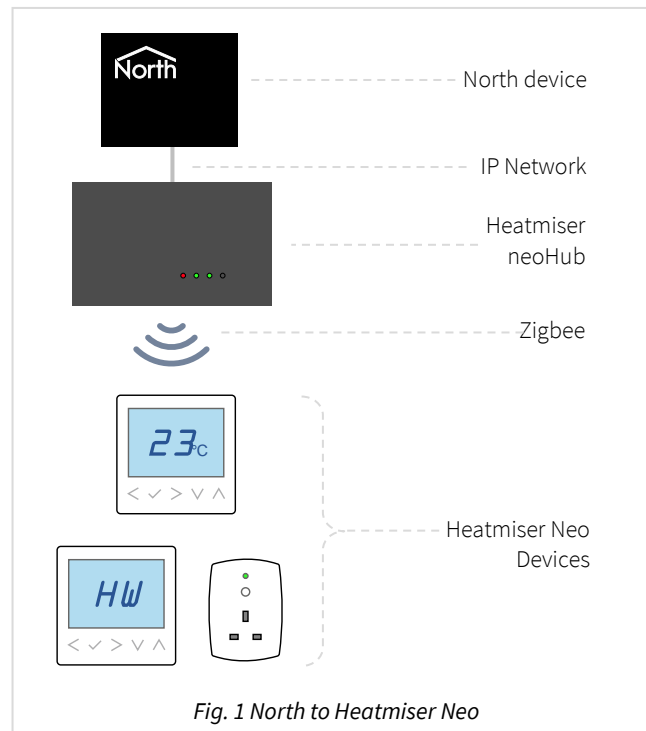 North
North device
IP Network
Heatmiser
neoHub
Zigbee
23°C
HW
Heatmiser Neo
Devices
Fig. 1 North to Heatmiser Neo